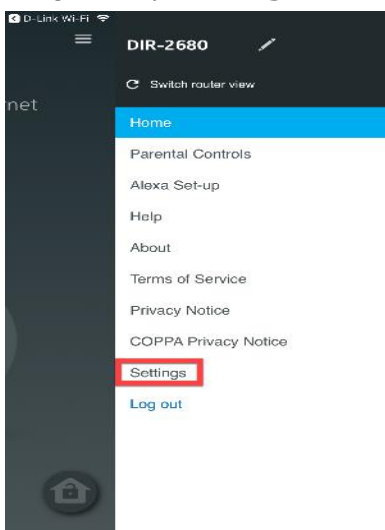 D-Link Wi-Fi
DIR-2680
Switch router view
net
Home
Parental Controls
Alexa Set-up
Help
About
Terms of Service
Privacy Notice
COPPA Privacy Notice
Settings
Log out